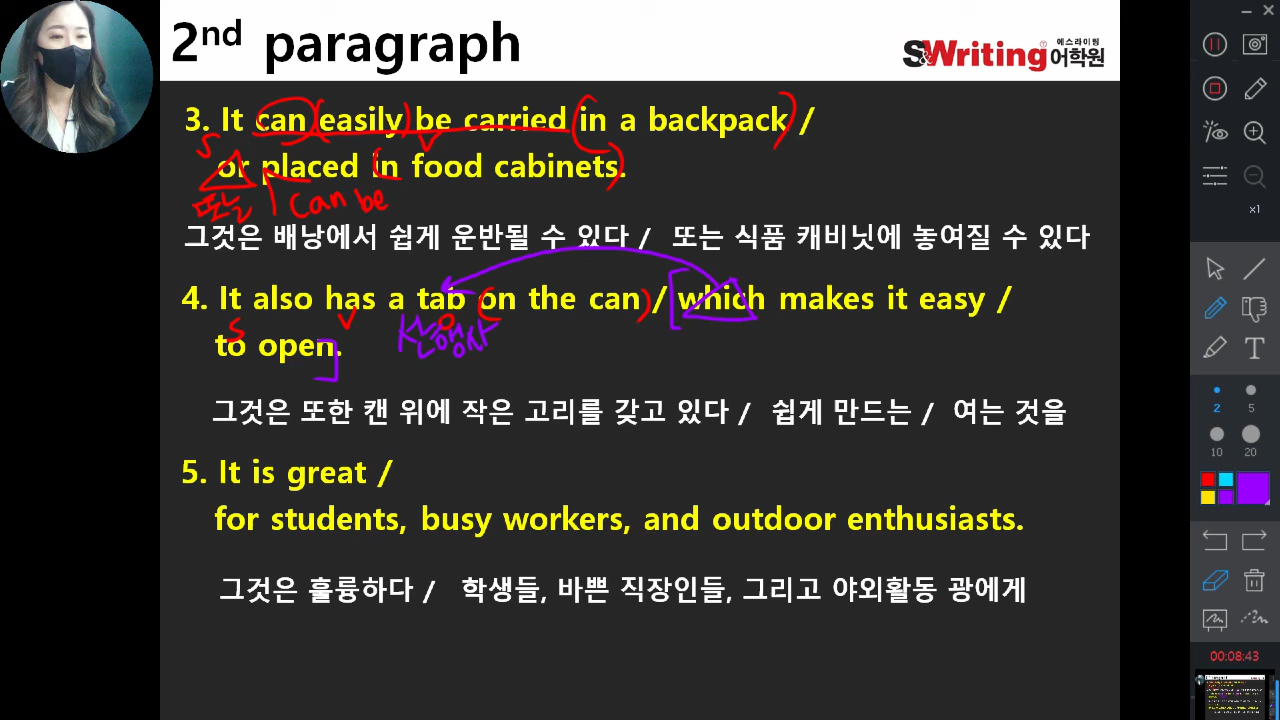 2nd paragraph
S&Writing 어학원
에스라이팅
3. It can easily be carried in a backpack /
or placed in food cabinets.
또는 can be
그것은 배낭에서 쉽게 운반될 수 있다 / 또는 식품 캐비닛에 놓여질 수 있다
4. It also has a tab on the can / which makes it easy /
to open.
선행사
그것은 또한 캔 위에 작은 고리를 갖고 있다 / 쉽게 만드는 / 여는 것을
5. It is great /
for students, busy workers, and outdoor enthusiasts.
그것은 훌륭하다 / 학생들, 바쁜 직장인들, 그리고 야외활동 광에게
x1
T
2 5
10 20
00:08:43